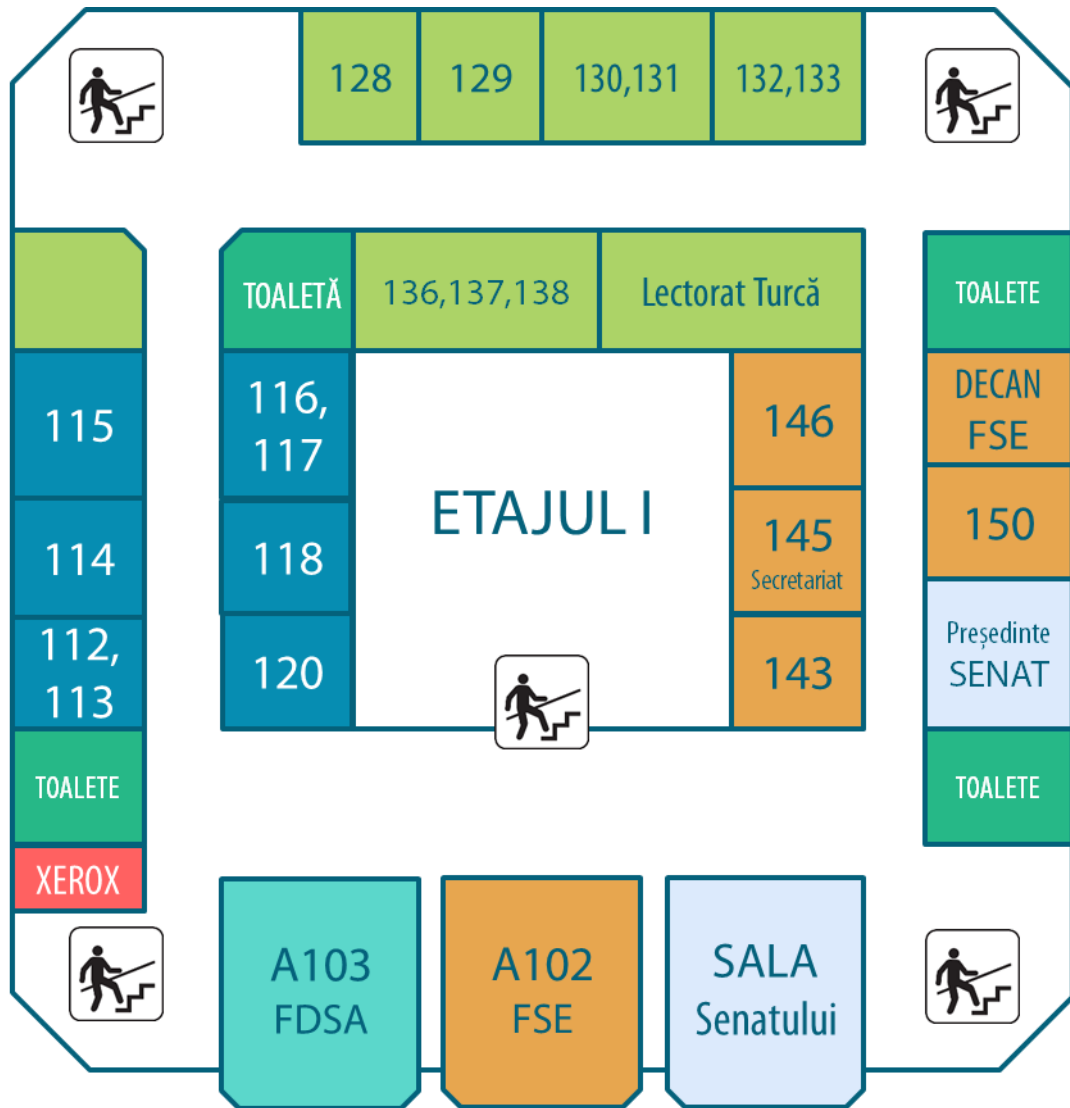 128
129
130,131
132,133
TOALETĂ
136,137,138
Lectorat Turcă
TOALETE
115
116,
117
146
DECAN
FSE
ETAJUL I
114
118
145
Secretariat
150
112,
113
120
143
Președinte
SENAT
TOALETE
TOALETE
XEROX
A103
FDSA
A102
FSE
SALA
Senatului